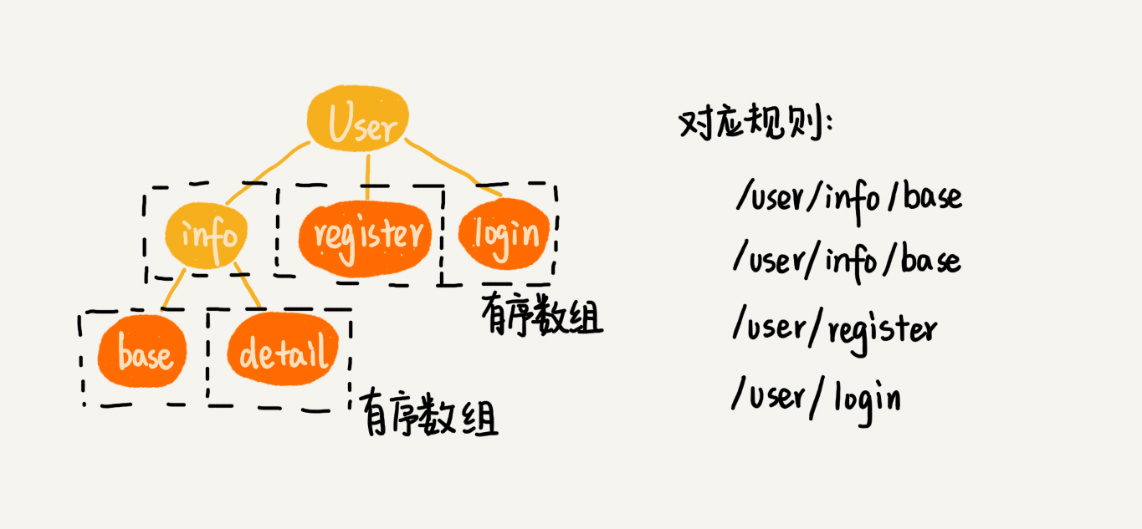 User
info
register
login
有序数组
base
detail
有序数组
对应规则:
/user/info/base
/user/info/base
/user/register
/user/login